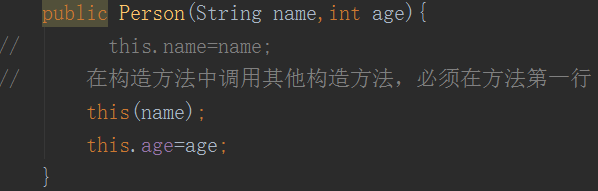 public Person(String name,int age){
//        this.name=name;
//      在构造方法中调用其他构造方法，必须在方法第一行
this(name);
this.age=age;
}